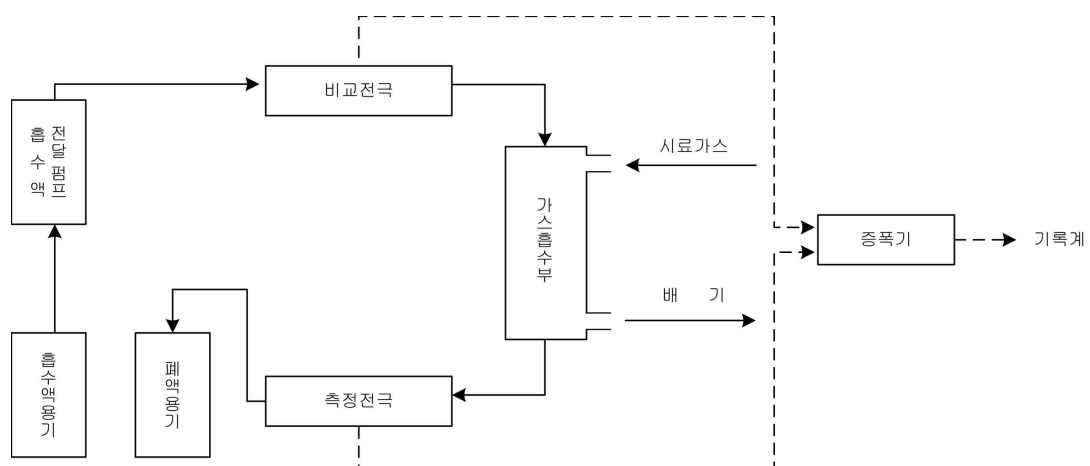 비교전극
흡수액
전달펌프
시료가스
가스흡수부
증폭기
기록계
배 기
흡수액용기
폐액용기
측정전극